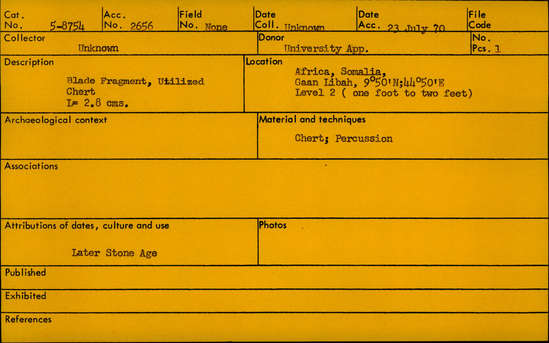 Cat. No. 5-8754 Acc. No. 2656 Field No. None Date Coll. Unknown Date Acc. 23 July 70 File Code
Collector Unknown Donor University App. No. Pcs. 1
Description Location
Blade Fragment, Utilized Africa, Somalia,
Chert Gaan Libah, 9°50'N;44°50'E
L= 2.8 cms. Level 2 ( one foot to two feet)
Archaeological context Material and techniques
Chert; Percussion
Associations
Attributions of dates, culture and use Photos
Later Stone Age
Published
Exhibited
References